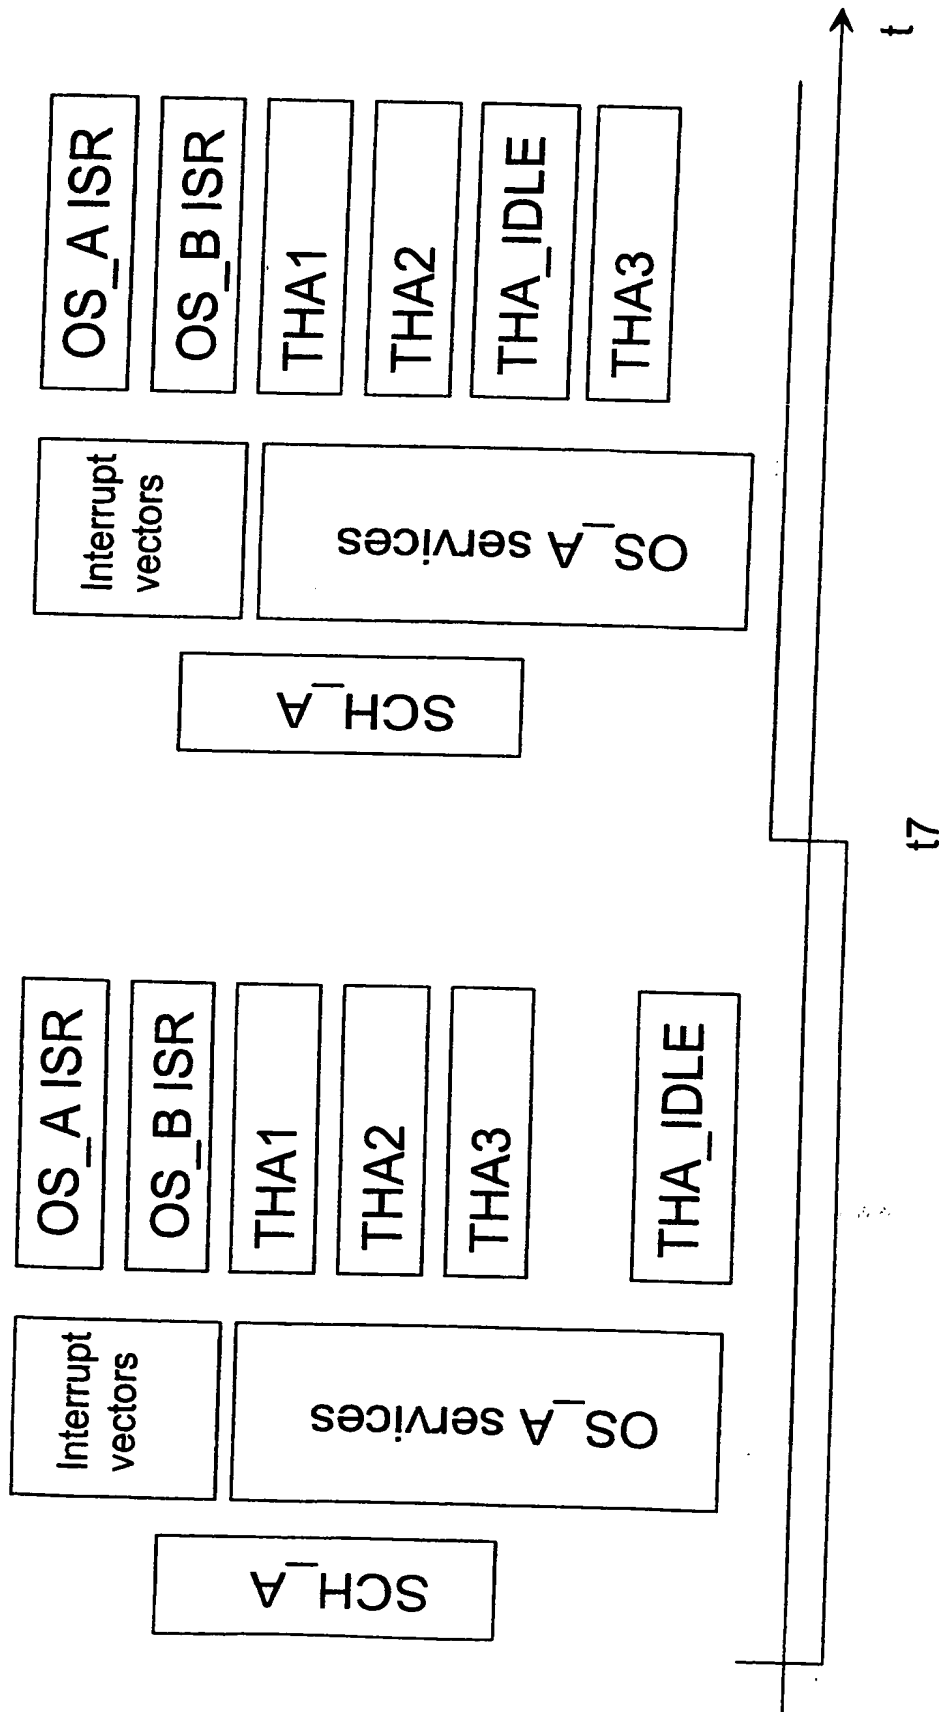 SCH_A
Interrupt
vectors
OS_A services
OS_A ISR
OS_B ISR
THA1
THA2
THA3
THA_IDLE
SCH_A
Interrupt
vectors
OS_A services
OS_A ISR
OS_B ISR
THA1
THA2
THA_IDLE
THA3
t7
t